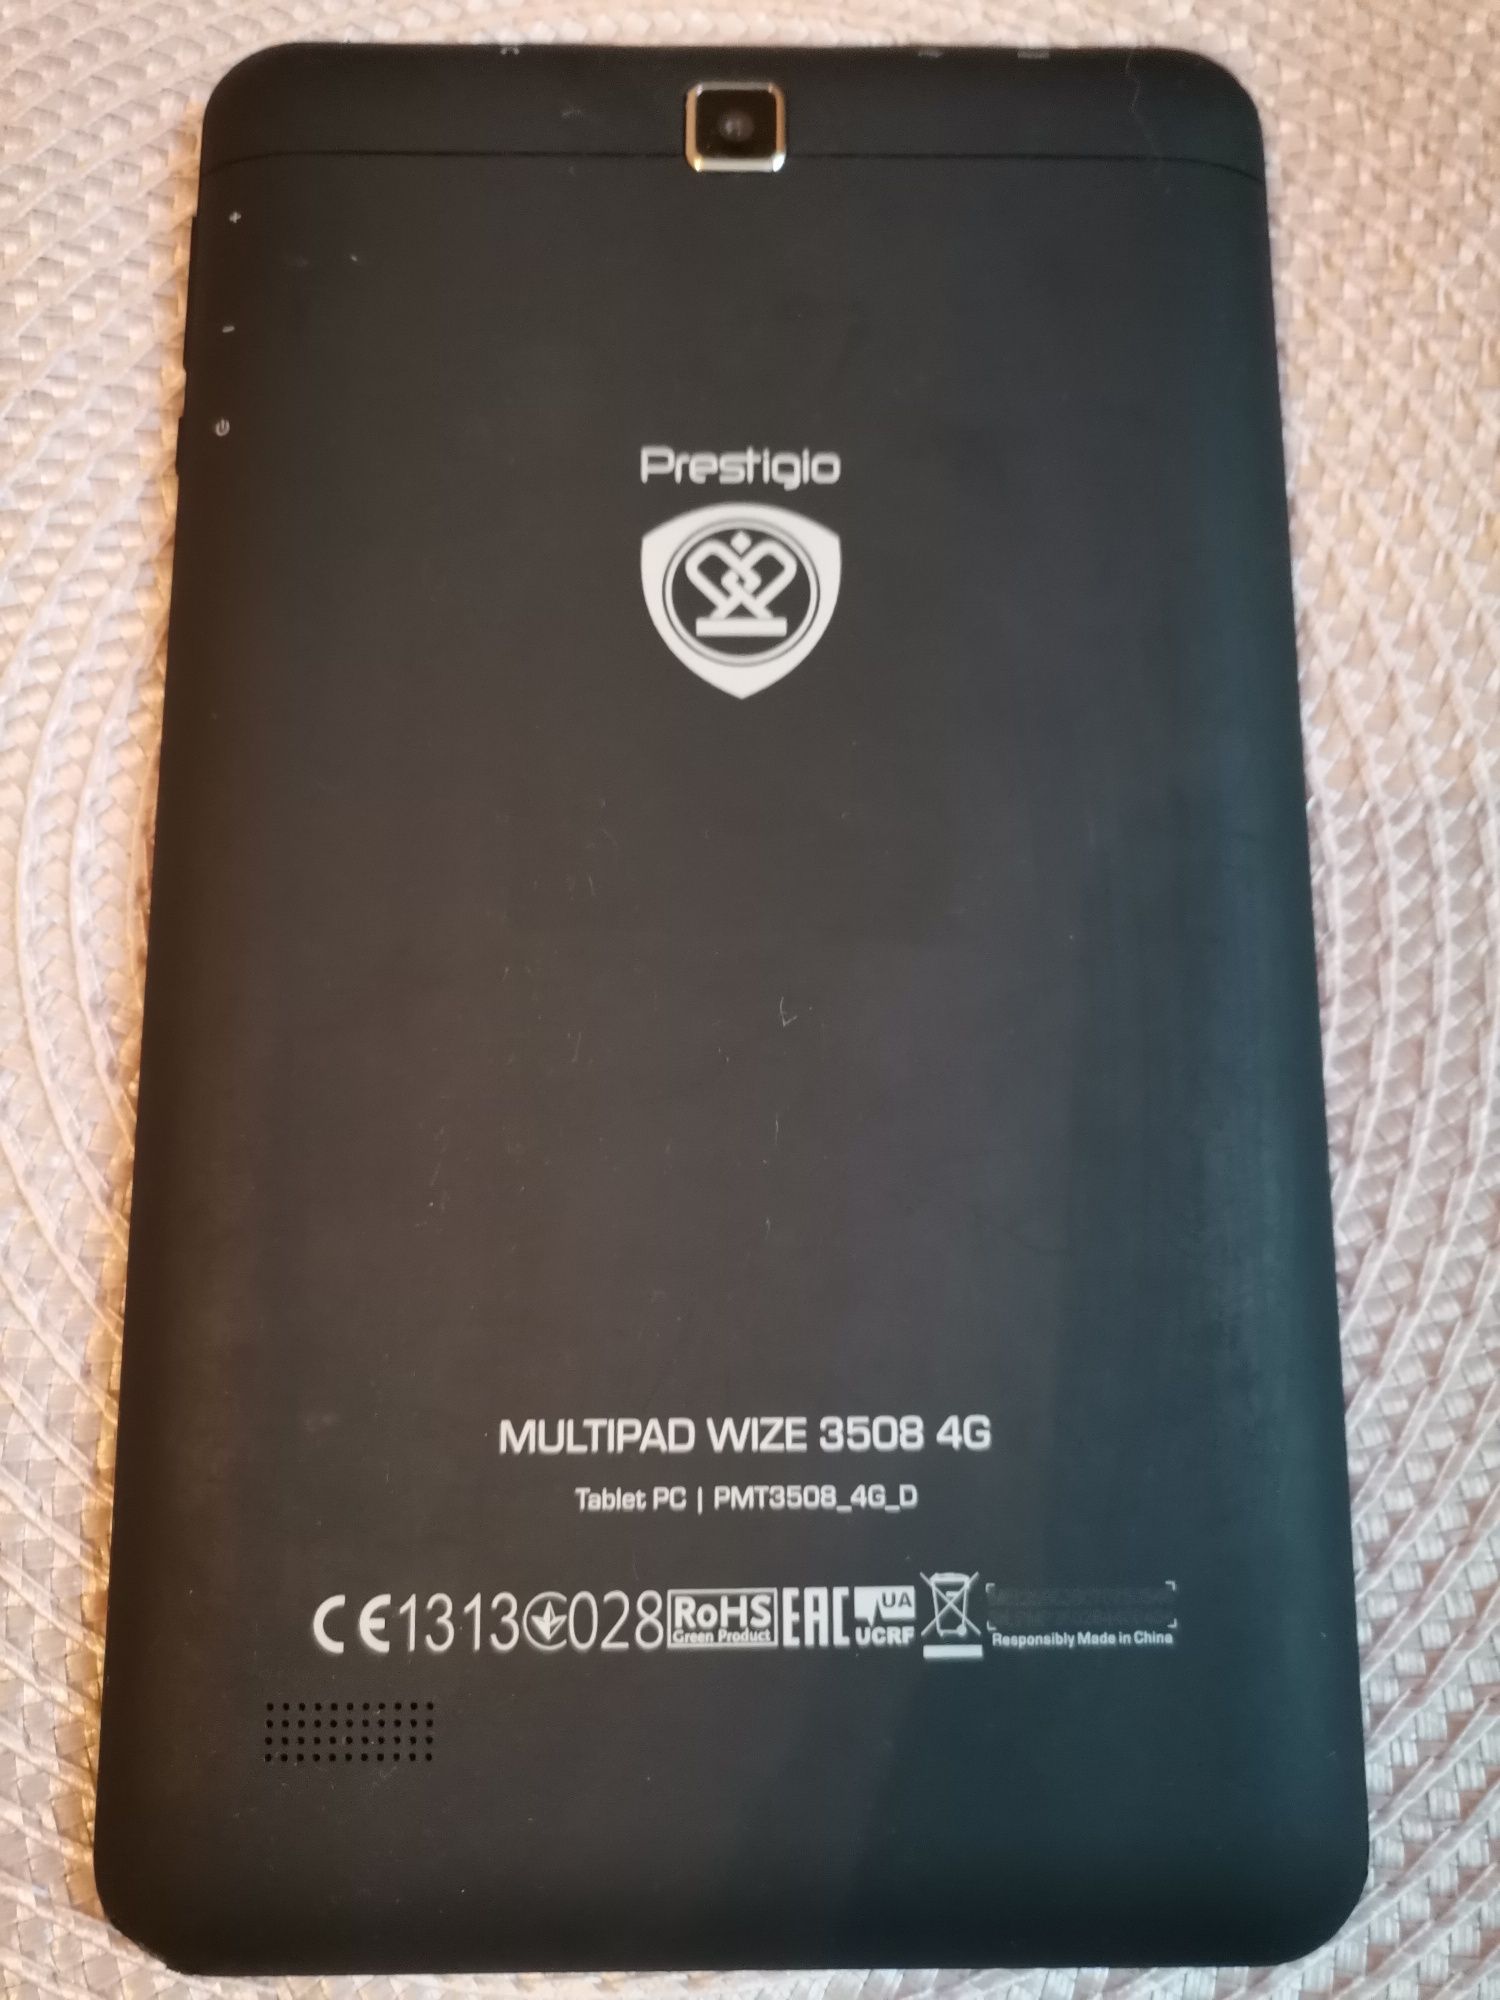 Prestigio
MULTIPAD WIZE 3508 4G
Tablet PC | PMT3508_4G_D
CE1313 028 RoHS Green Product EAC UA UCRF
Responsibly Made in China